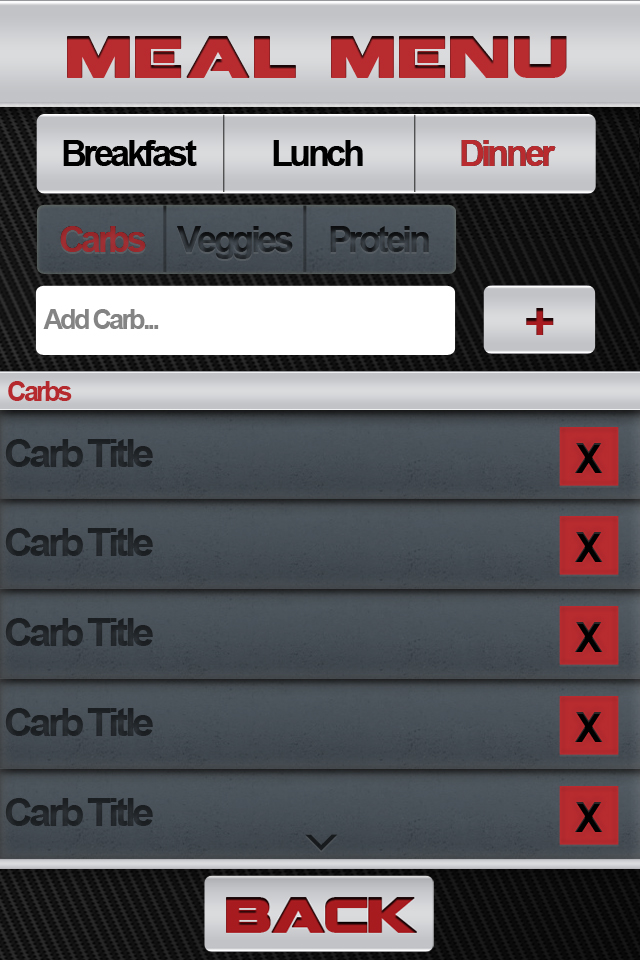 MEAL MENU
Breakfast Lunch Dinner
Carbs Veggies Protein
Add Carb... +
Carbs
Carb Title X
Carb Title X
Carb Title X
Carb Title X
Carb Title X
BACK